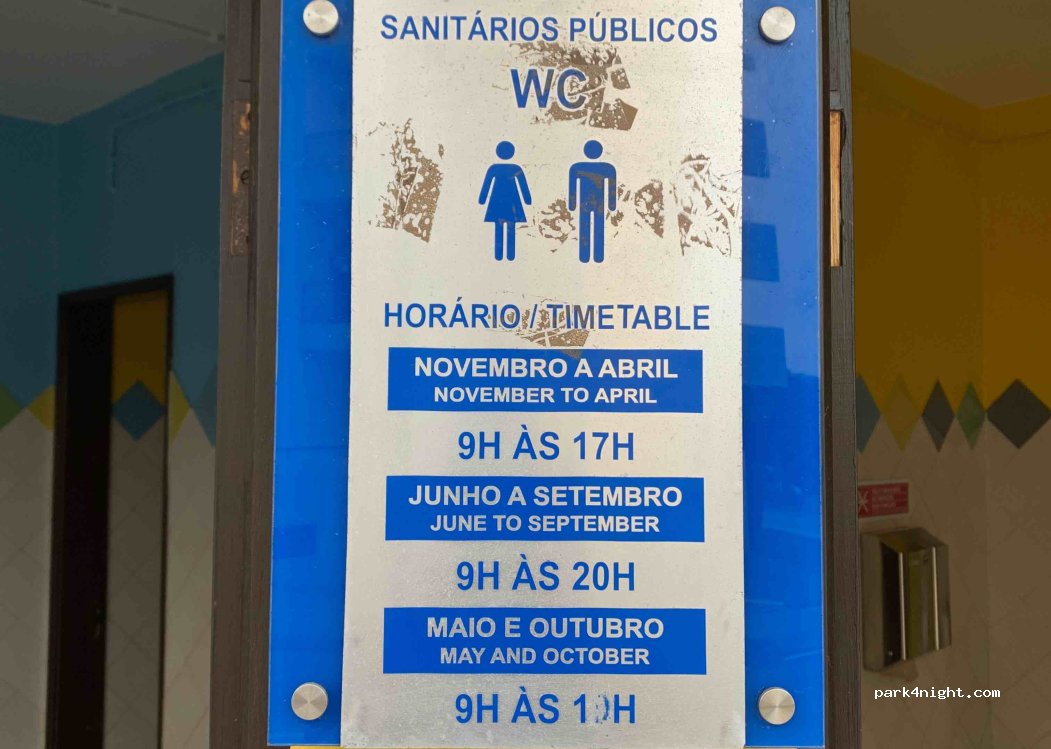 SANITÁRIOS PÚBLICOS
WC
HORÁRIO / TIMETABLE
NOVEMBRO A ABRIL
NOVEMBER TO APRIL
9H ÀS 17H
JUNHO A SETEMBRO
JUNE TO SEPTEMBER
9H ÀS 20H
MAIO E OUTUBRO
MAY AND OCTOBER
9H ÀS
park4night.com